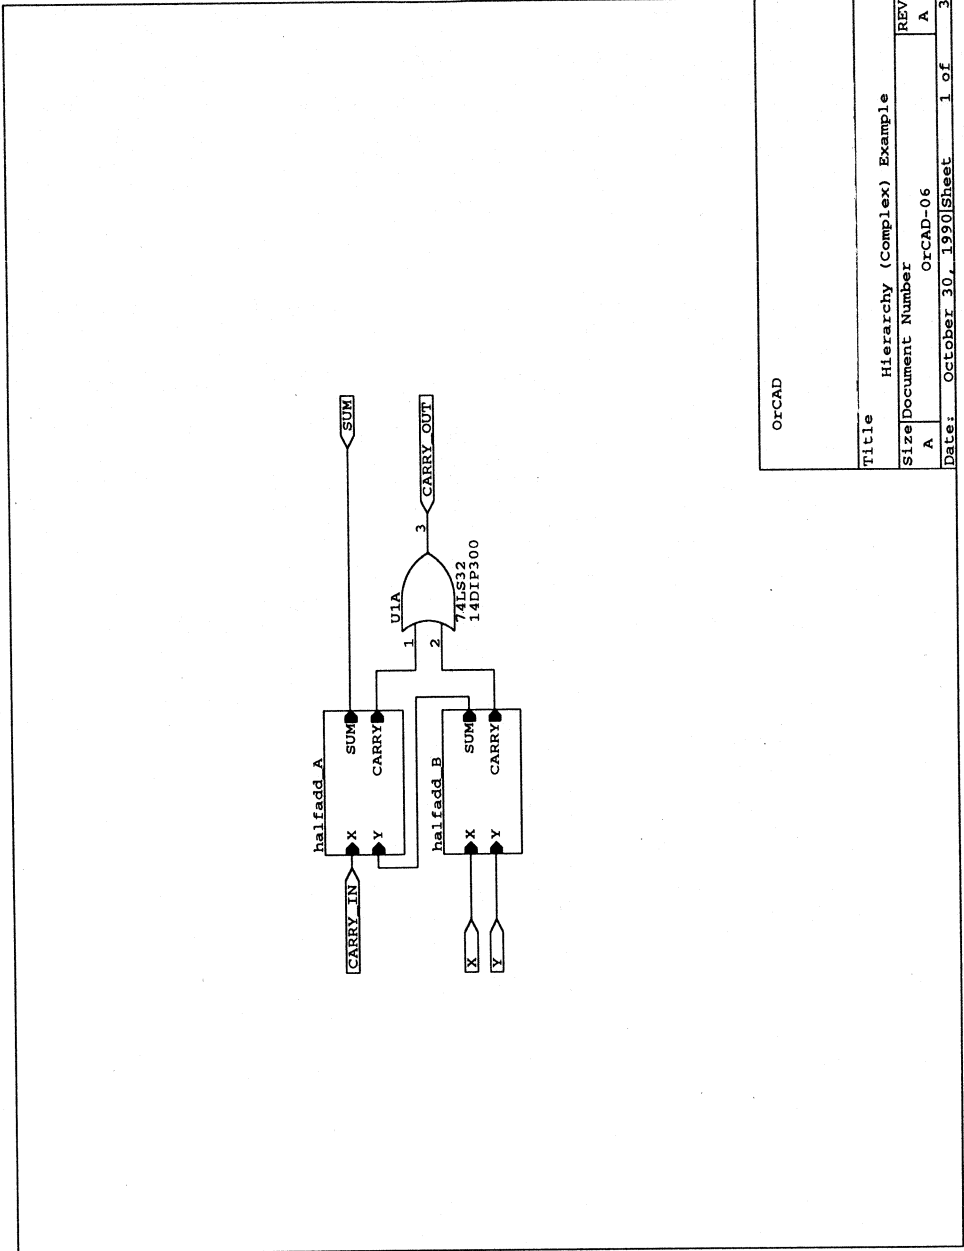 halfadd_A
X
Y
SUM
CARRY
halfadd_B
X
Y
SUM
CARRY
CARRY_IN
X
Y
U1A
1
2
3
74LS32
14DIP300
SUM
CARRY_OUT
OrCAD
Title
Hierarchy (Complex) Example
Size Document Number REV
A OrCAD-06 A
Date: October 30, 1990 Sheet 1 of 3